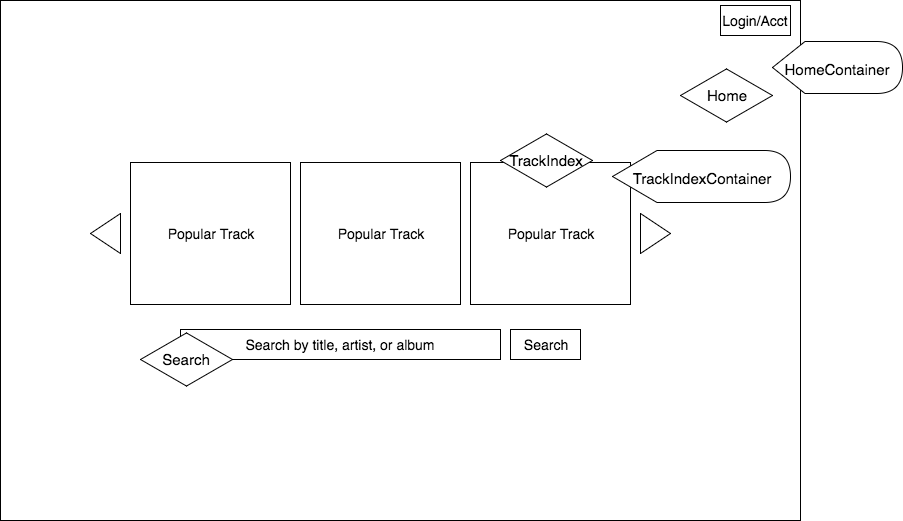 Login/Acct
HomeContainer
Home
TrackIndex
TrackIndexContainer
Popular Track
Popular Track
Popular Track
Search by title, artist, or album
Search
Search